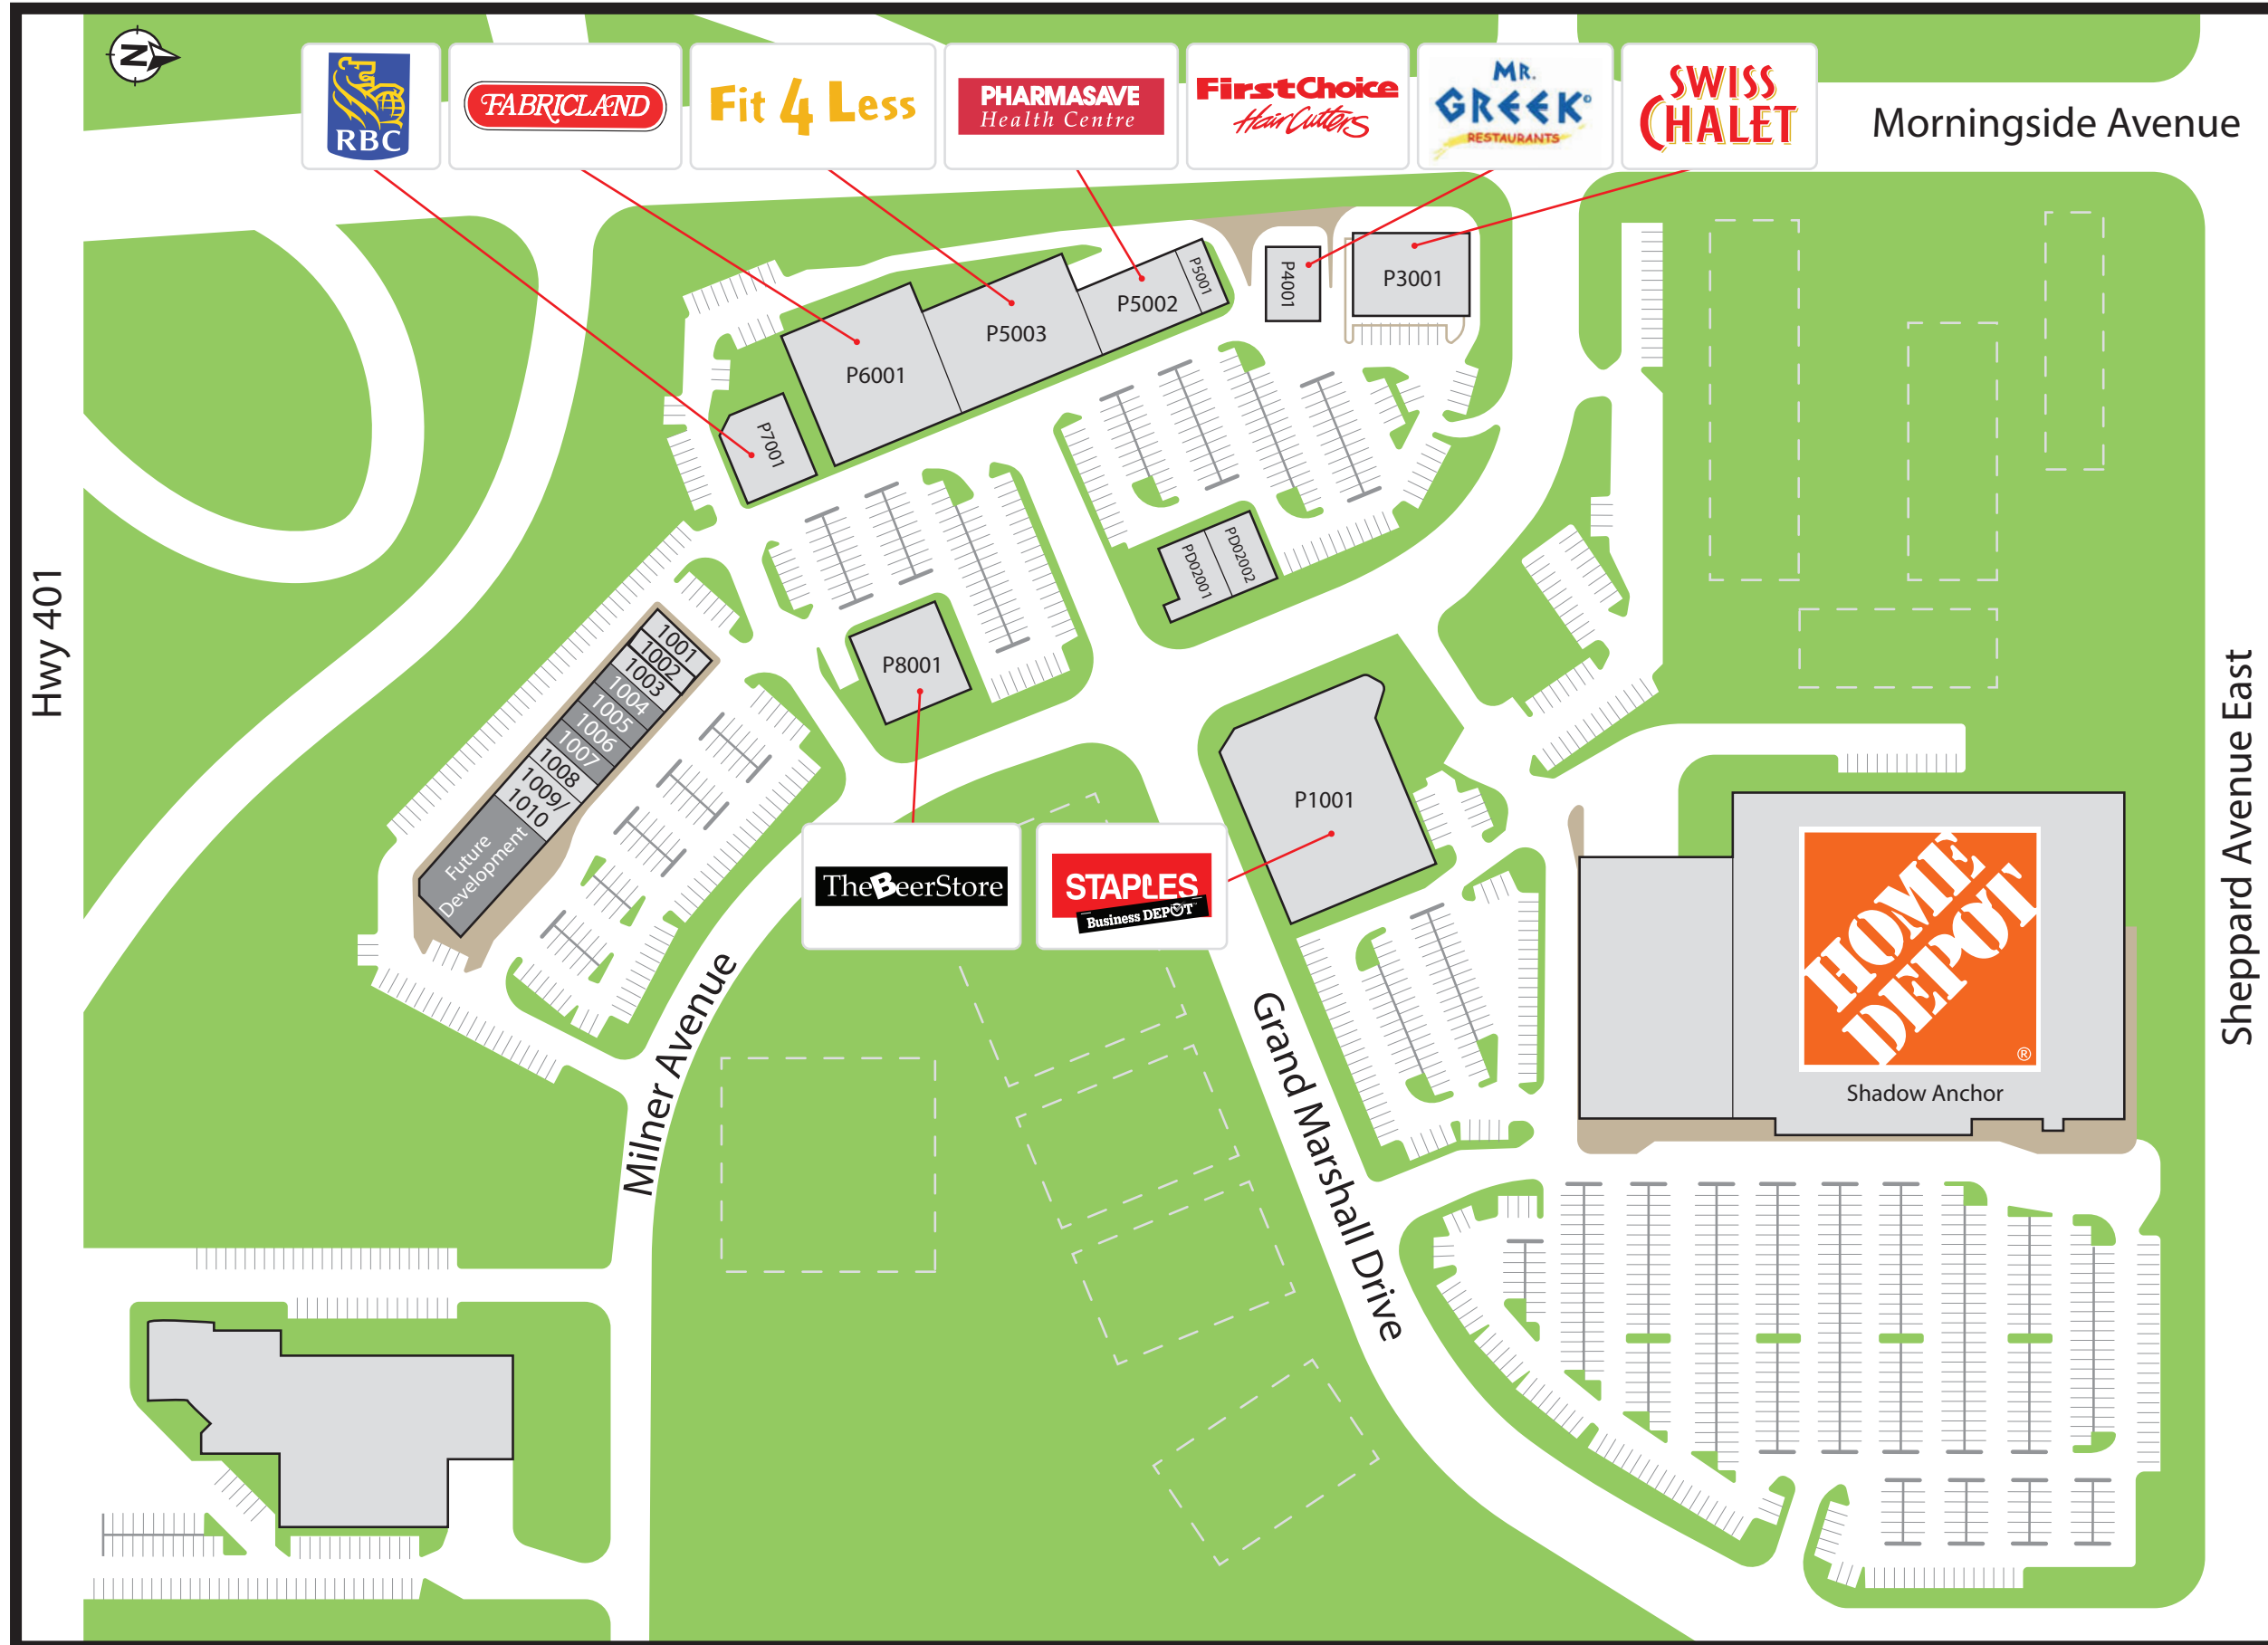 N
RBC
FABRICLAND
Fit 4 Less
PHARMASAVE
Health Centre
FirstChoice
HairCutters
MR.
GREEK
RESTAURANTS
SWISS
CHALET
Morningside Avenue
P5001
P4001
P3001
P5002
P5003
P6001
P7001
PD02001
PD02002
Hwy 401
1001
1002
1003
1004
1005
1006
1007
1008
1009/
1010
Future
Development
P8001
P1001
TheBeerStore
STAPLES
Business DEPOT
HOME
DEPOT
®
Shadow Anchor
Sheppard Avenue East
Milner Avenue
Grand Marshall Drive